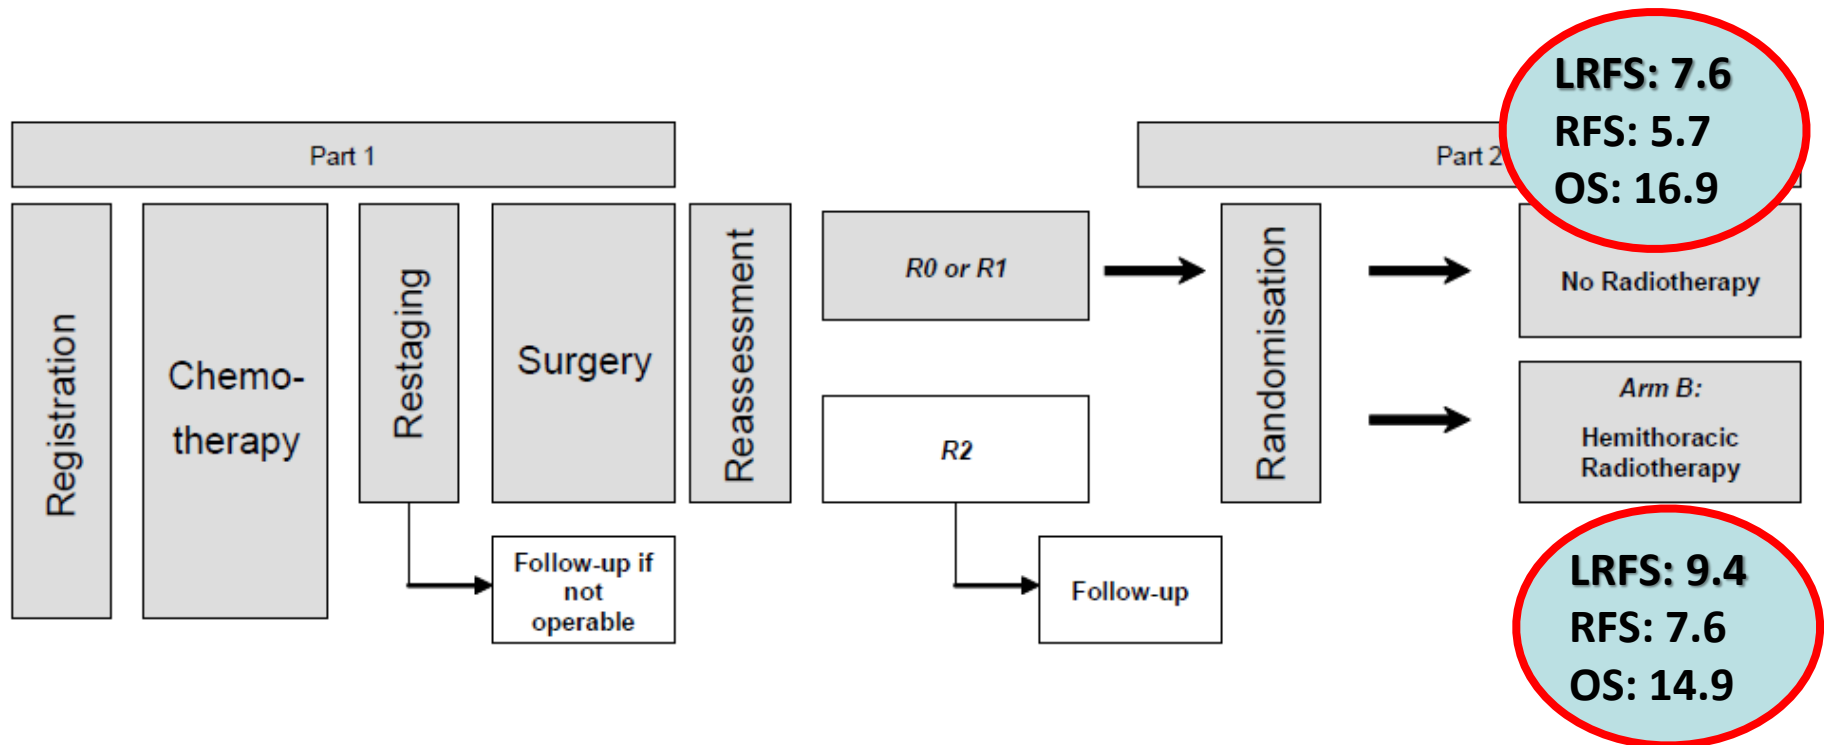 LRFS: 7.6
RFS: 5.7
OS: 16.9
Part 1
Part 2
Registration
Chemo-
therapy
Restaging
Surgery
Reassessment
R0 or R1
R2
Randomisation
No Radiotherapy
Arm B:
Hemithoracic
Radiotherapy
Follow-up if
not
operable
Follow-up
LRFS: 9.4
RFS: 7.6
OS: 14.9